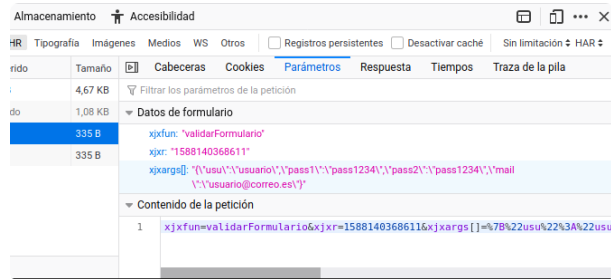 Almacenamiento Accesibilidad
HR Tipografía Imágenes Medios WS Otros Registros persistentes Desactivar caché Sin limitación HAR
rido Tamaño Cabeceras Cookies Parámetros Respuesta Tiempos Traza de la pila
4,67 KB Filtrar los parámetros de la petición
do 1,08 KB Datos de formulario
335 B xjxfun: "validarFormulario"
335 B xjxr: "1588140368611"
xjxargs[]: "{\"usu\":\"usuario\",\"pass1\":\"pass1234\",\"pass2\":\"pass1234\",\"mail
\":\"usuario@correo.es\"}"
Contenido de la petición
1 xjxfun=validarFormulario&xjxr=1588140368611&xjxargs[]=%7B%22usu%22%3A%22usu